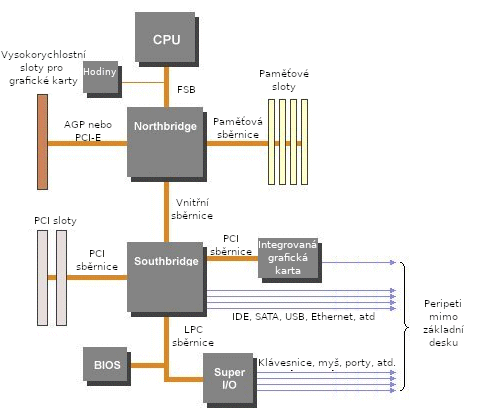 CPU
Vysokorychlostní
sloty pro
grafické karty
Hodiny
FSB
Paměťové
sloty
AGP nebo
PCI-E
Northbridge
Paměťová
sběrnice
Vnitřní
sběrnice
PCI sloty
PCI
sběrnice
Southbridge
PCI
sběrnice
Integrovaná
grafická
karta
IDE, SATA, USB, Ethernet, atd
Peripeti
mimo
základní
desku
LPC
sběrnice
BIOS
Super
I/O
Klávesnice, myš, porty, atd.